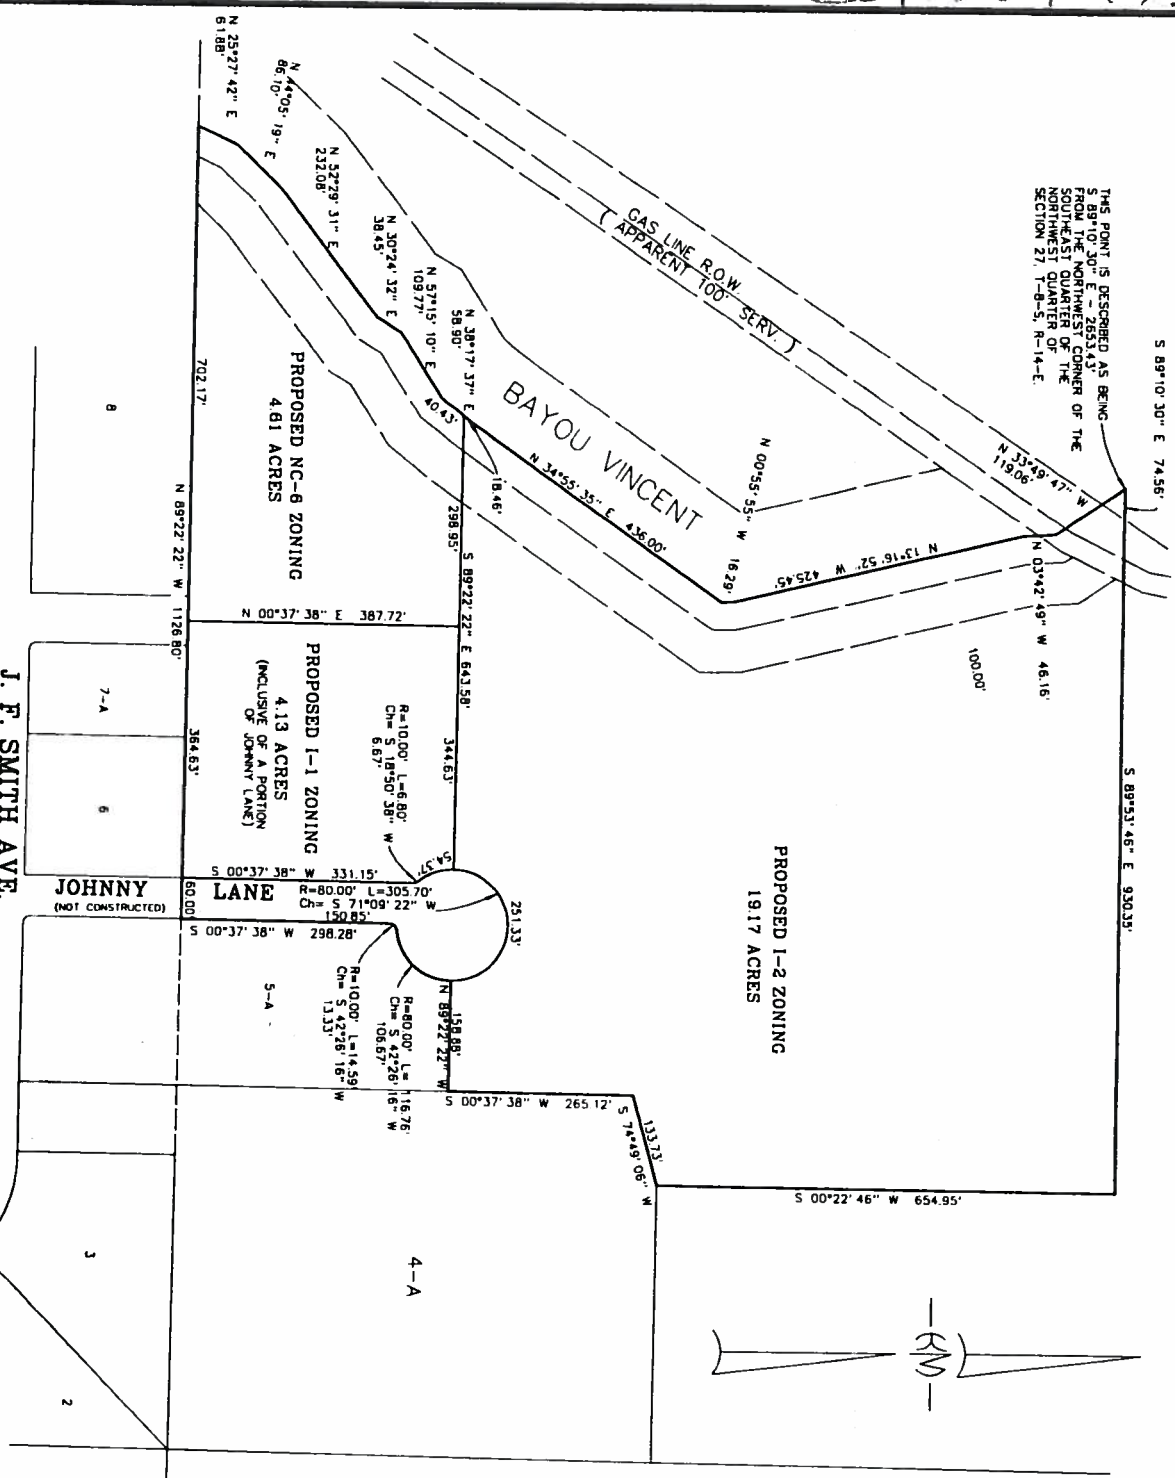 S 89°10' 30" E 74.56'
THIS POINT IS DESCRIBED AS BEING
S 89°10' 30" E - 2653.43'
FROM THE NORTHWEST CORNER OF THE
SOUTHEAST QUARTER OF THE
NORTHWEST QUARTER OF
SECTION 27, T-8-S, R-14-E.
N 33°49' 47" W
119.06'
S 89°53' 46" E 930.35'
N 03°42' 49" W 46.16'
100.00'
GAS LINE R.O.W.
( APPARENT 100' SERV. )
BAYOU VINCENT
N 00°55' 55" W 16.29'
N 13°16' 52" W 425.45'
N 34°55' 35" E 436.00'
18.46'
N 25°27' 42" E
61.88'
N 44°05' 19" E
86.10'
N 52°29' 31" E
232.08'
N 30°24' 32" E
38.45'
N 57°15' 10" E
109.77'
N 38°17' 37" E
58.90'
40.43'
PROPOSED I-2 ZONING
19.17 ACRES
S 00°22' 46" W 654.95'
133.73'
S 74°49' 06" W
S 00°37' 38" W 265.12'
158.88'
N 89°22' 22" W
298.95'
S 89°22' 22" E 643.58'
344.63'
PROPOSED NC-6 ZONING
4.61 ACRES
N 00°37' 38" E 387.72'
PROPOSED I-1 ZONING
4.13 ACRES
(INCLUSIVE OF A PORTION
OF JOHNNY LANE)
R=10.00' L=6.80'
Ch= S 18°50' 38" W
6.67'
54.37'
251.33'
S 00°37' 38" W 331.15'
R=80.00' L=305.70'
Ch= S 71°09' 22" W
150.85'
S 00°37' 38" W 298.28'
R=80.00' L= 116.76'
Ch= S 42°26' 16" W
106.67'
R=10.00' L=14.59'
Ch= S 42°26' 16" W
13.33'
702.17'
N 89°22' 22" W 1126.80'
364.63'
60.00'
JOHNNY LANE
(NOT CONSTRUCTED)
8
7-A
6
5-A
4-A
3
2
J. F. SMITH AVE.